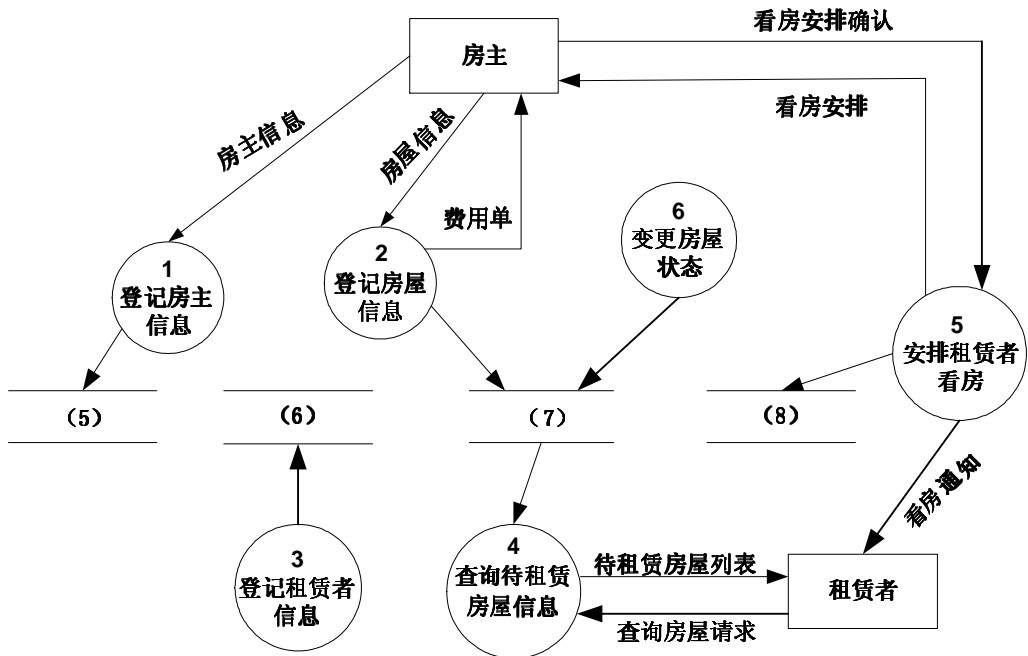 看房安排确认
房主
看房安排
房主信息
房屋信息
费用单
6
变更房屋
状态
1
登记房主
信息
2
登记房屋
信息
5
安排租赁者
看房
（5）
（6）
（7）
（8）
看房通知
3
登记租赁者
信息
4
查询待租赁
房屋信息
待租赁房屋列表
租赁者
查询房屋请求